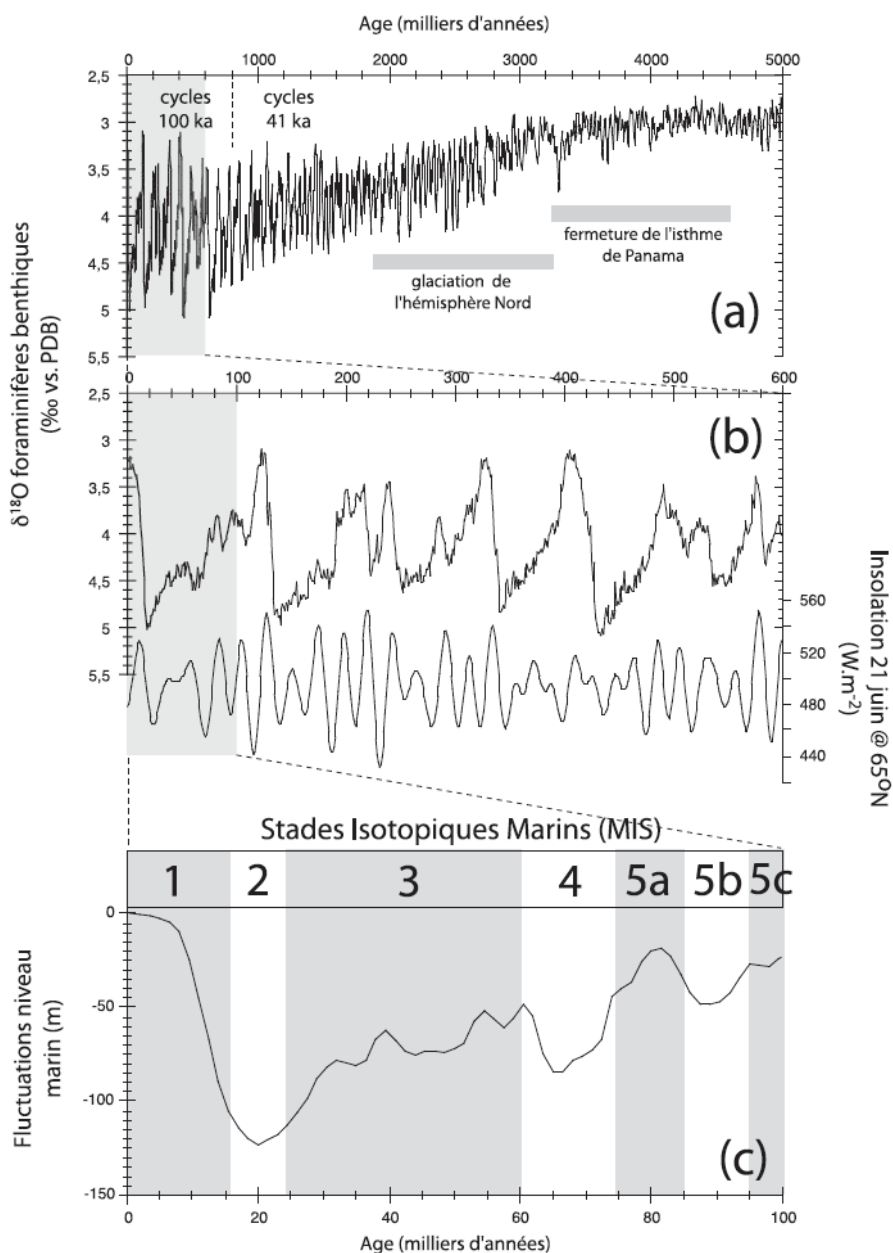 Age (milliers d'années)
0 1000 2000 3000 4000 5000
2,5
3
3,5
4
4,5
5
5,5
cycles
100 ka
cycles
41 ka
fermeture de l'isthme
de Panama
glaciation de
l'hémisphère Nord
(a)
δ¹⁸O foraminifères benthiques
(‰ vs. PDB)
0 100 200 300 400 500 600
2,5
3
3,5
4
4,5
5
5,5
(b)
560
520
480
440
Insolation 21 juin @ 65°N
(W.m⁻²)
Stades Isotopiques Marins (MIS)
1 2 3 4 5a 5b 5c
0
-50
-100
-150
Fluctuations niveau
marin (m)
(c)
0 20 40 60 80 100
Age (milliers d'années)